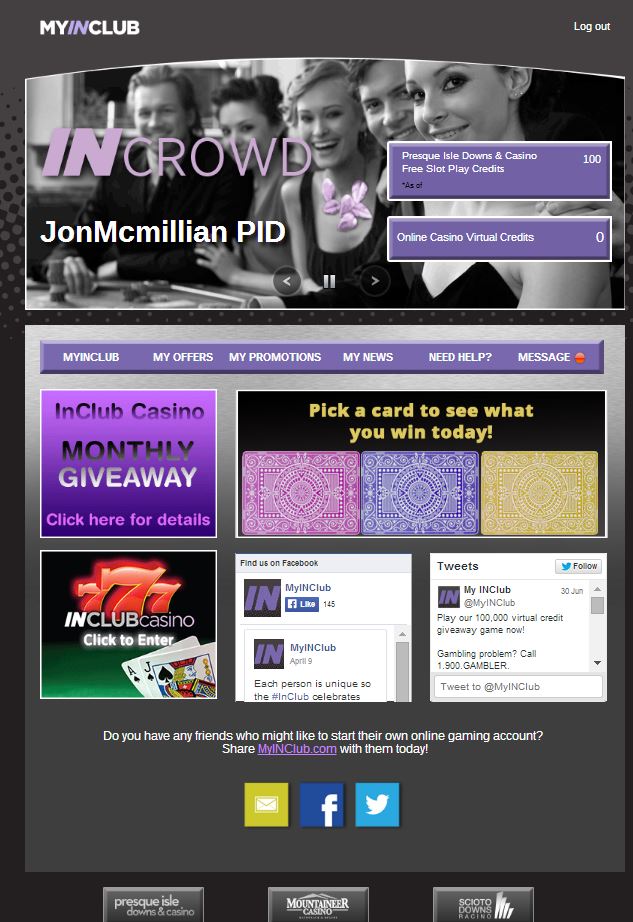 MYINCLUB
Log out
INCROWD
Presque Isle Downs & Casino
Free Slot Play Credits
100
*As of
JonMcmillian PID
Online Casino Virtual Credits
0
MYINCLUB MY OFFERS MY PROMOTIONS MY NEWS NEED HELP? MESSAGE
InClub Casino
MONTHLY
GIVEAWAY
Click here for details
Pick a card to see what
you win today!
777
INCLUBcasino
Click to Enter
A J
Find us on Facebook
IN
MyINClub
Like 145
IN
MyINClub
April 9
Each person is unique so
the #InClub celebrates
Tweets
Follow
IN
My INClub
30 Jun
@MyINClub
Play our 100,000 virtual credit
giveaway game now!
Gambling problem? Call
1.900.GAMBLER.
Tweet to @MyINClub
Do you have any friends who might like to start their own online gaming account?
Share MyINClub.com with them today!
presque isle
downs & casino
MOUNTAINEER
CASINO
SCIOTO
DOWNS
RACINO